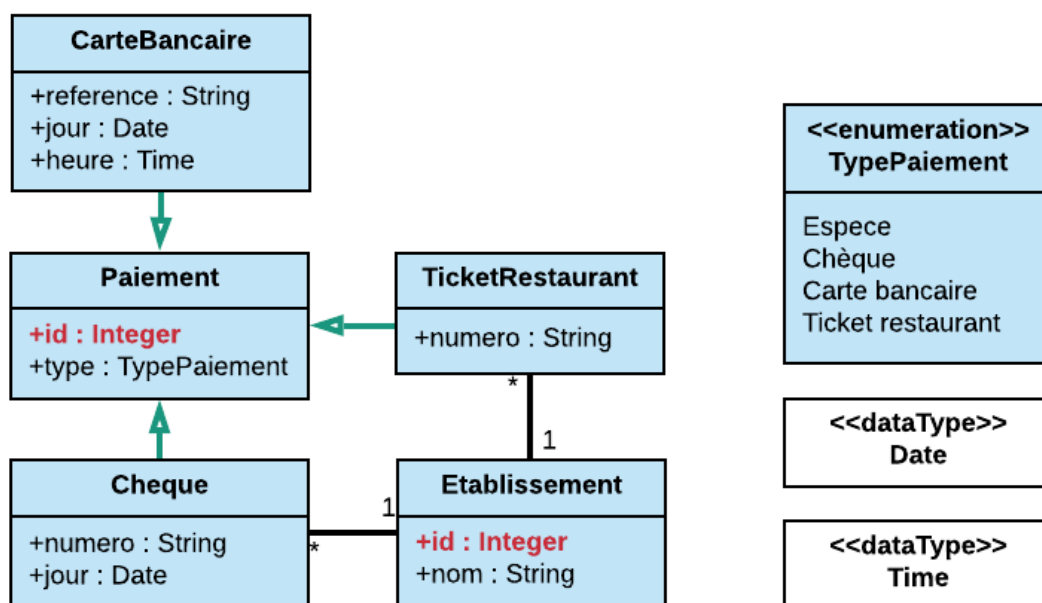 CarteBancaire
+reference : String
+jour : Date
+heure : Time
Paiement
+id : Integer
+type : TypePaiement
TicketRestaurant
+numero : String
*
1
Cheque
+numero : String
+jour : Date
1
*
Etablissement
+id : Integer
+nom : String
<<enumeration>>
TypePaiement
Espece
Chèque
Carte bancaire
Ticket restaurant
<<dataType>>
Date
<<dataType>>
Time